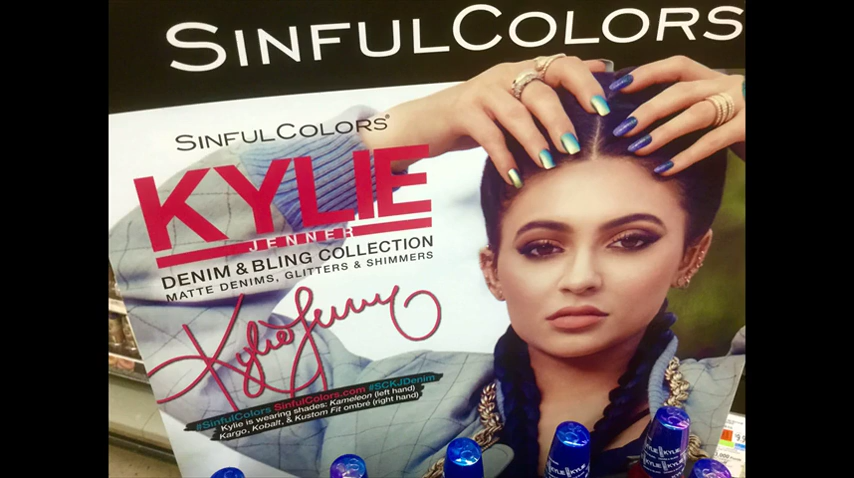 SINFULCOLORS
SINFULCOLORS®
KYLIE
JENNER
DENIM & BLING COLLECTION
MATTE DENIMS, GLITTERS & SHIMMERS
Kylie Jenner
#SinfulColors SinfulColors.com #SCKJDenim
Kylie is wearing shades: Kameleon (left hand)
Kargo, Kobalt, & Kustom Fit ombré (right hand)
KYLIE
KYLIE